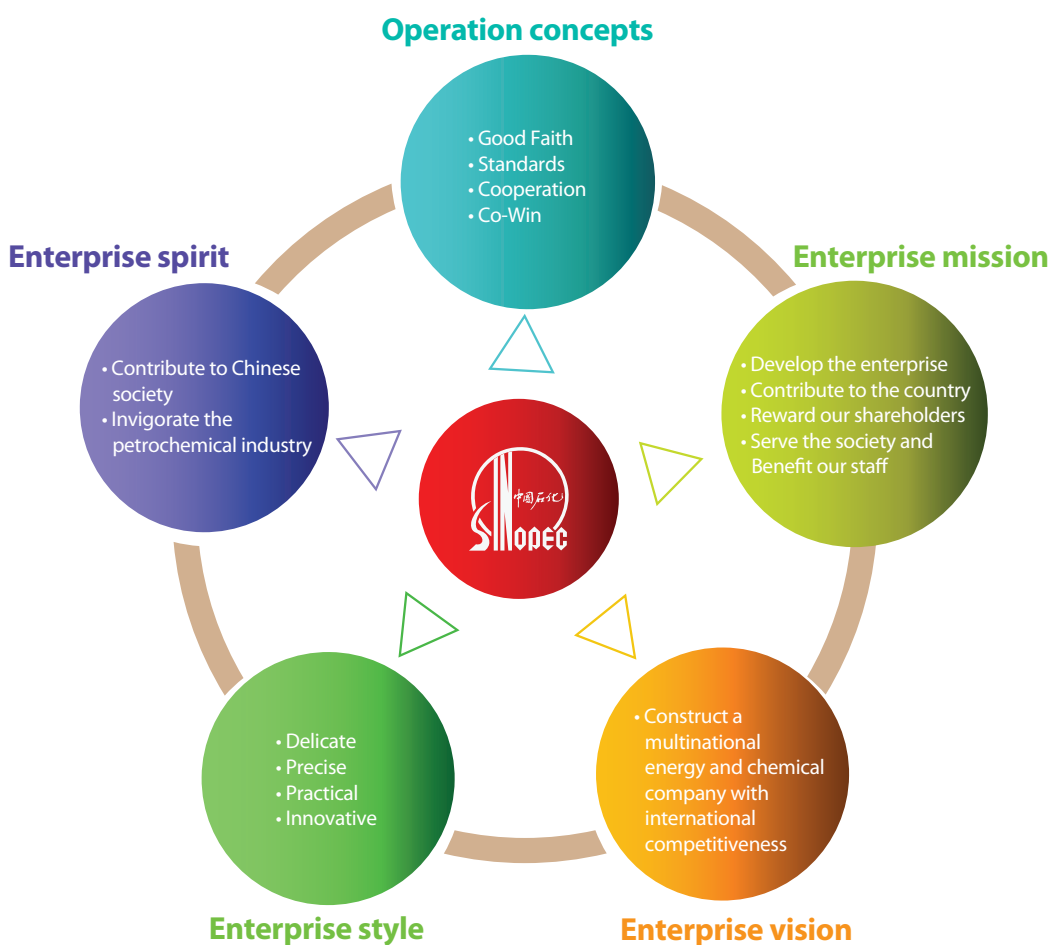 Operation concepts
• Good Faith
• Standards
• Cooperation
• Co-Win
Enterprise spirit
• Contribute to Chinese
society
• Invigorate the
petrochemical industry
Enterprise mission
• Develop the enterprise
• Contribute to the country
• Reward our shareholders
• Serve the society and
Benefit our staff
中国石化
SINOPEC
• Delicate
• Precise
• Practical
• Innovative
Enterprise style
• Construct a
multinational
energy and chemical
company with
international
competitiveness
Enterprise vision